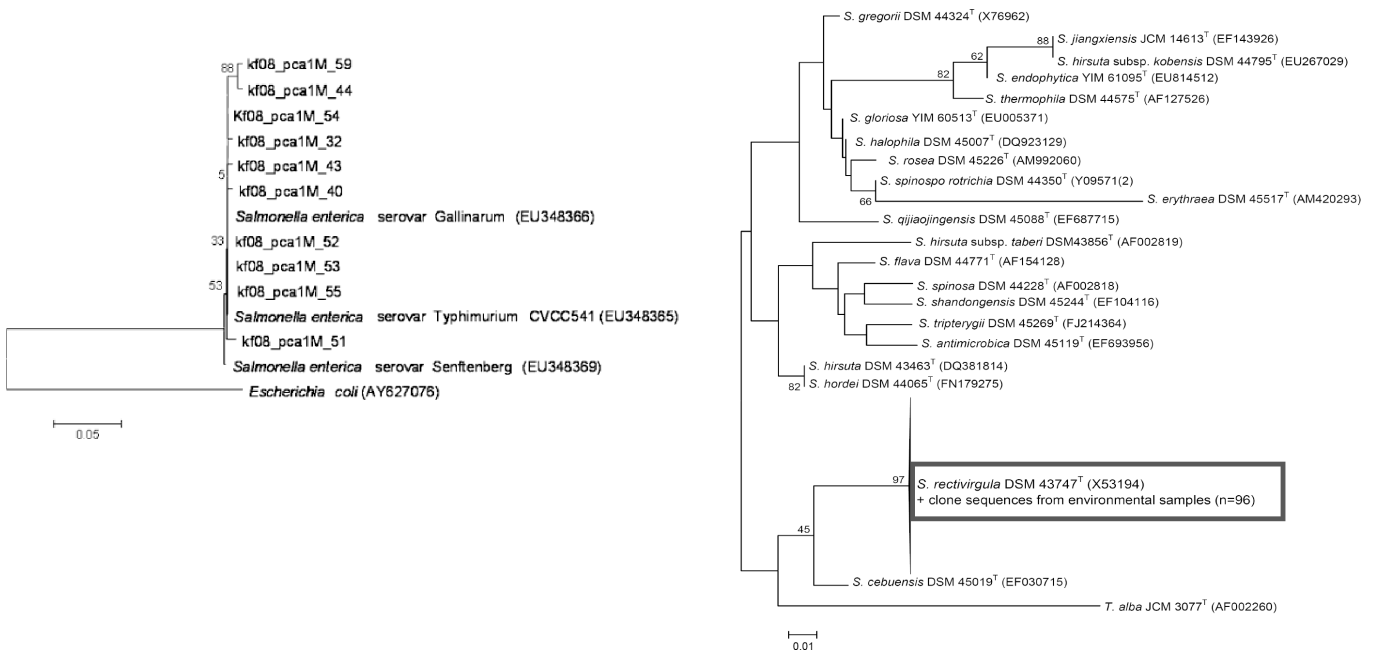 88
kf08_pca1M_59
kf08_pca1M_44
Kf08_pca1M_54
kf08_pca1M_32
kf08_pca1M_43
5
kf08_pca1M_40
Salmonella enterica serovar Gallinarum (EU348366)
33
kf08_pca1M_52
kf08_pca1M_53
53
kf08_pca1M_55
Salmonella enterica serovar Typhimurium CVCC541 (EU348365)
kf08_pca1M_51
Salmonella enterica serovar Senftenberg (EU348369)
Escherichia coli (AY627076)
0.05
S. gregorii DSM 44324T (X76962)
88
S. jiangxiensis JCM 14613T (EF143926)
62
S. hirsuta subsp. kobensis DSM 44795T (EU267029)
82
S. endophytica YIM 61095T (EU814512)
S. thermophila DSM 44575T (AF127526)
S. gloriosa YIM 60513T (EU005371)
S. halophila DSM 45007T (DQ923129)
S. rosea DSM 45226T (AM992060)
S. spinospo rotrichia DSM 44350T (Y09571(2)
66
S. erythraea DSM 45517T (AM420293)
S. qijiaojingensis DSM 45088T (EF687715)
S. hirsuta subsp. taberi DSM43856T (AF002819)
S. flava DSM 44771T (AF154128)
S. spinosa DSM 44228T (AF002818)
S. shandongensis DSM 45244T (EF104116)
S. tripterygii DSM 45269T (FJ214364)
S. antimicrobica DSM 45119T (EF693956)
S. hirsuta DSM 43463T (DQ381814)
82
S. hordei DSM 44065T (FN179275)
97
S. rectivirgula DSM 43747T (X53194)
+ clone sequences from environmental samples (n=96)
45
S. cebuensis DSM 45019T (EF030715)
T. alba JCM 3077T (AF002260)
0.01